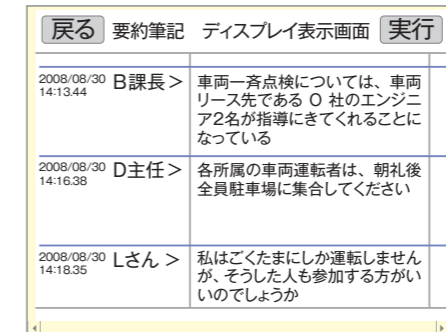 戻る 要約筆記 ディスプレイ表示画面 実行
2008/08/30 B課長＞ 車両一斉点検については、車両
14:13.44 リース先である O 社のエンジニ
ア2名が指導にきてくれることに
なっている
2008/08/30 D主任＞ 各所属の車両運転者は、朝礼後
14:16.38 全員駐車場に集合してください
2008/08/30 Lさん＞ 私はごくたまにしか運転しません
14:18.35 が、そうした人も参加する方がい
いのでしょうか